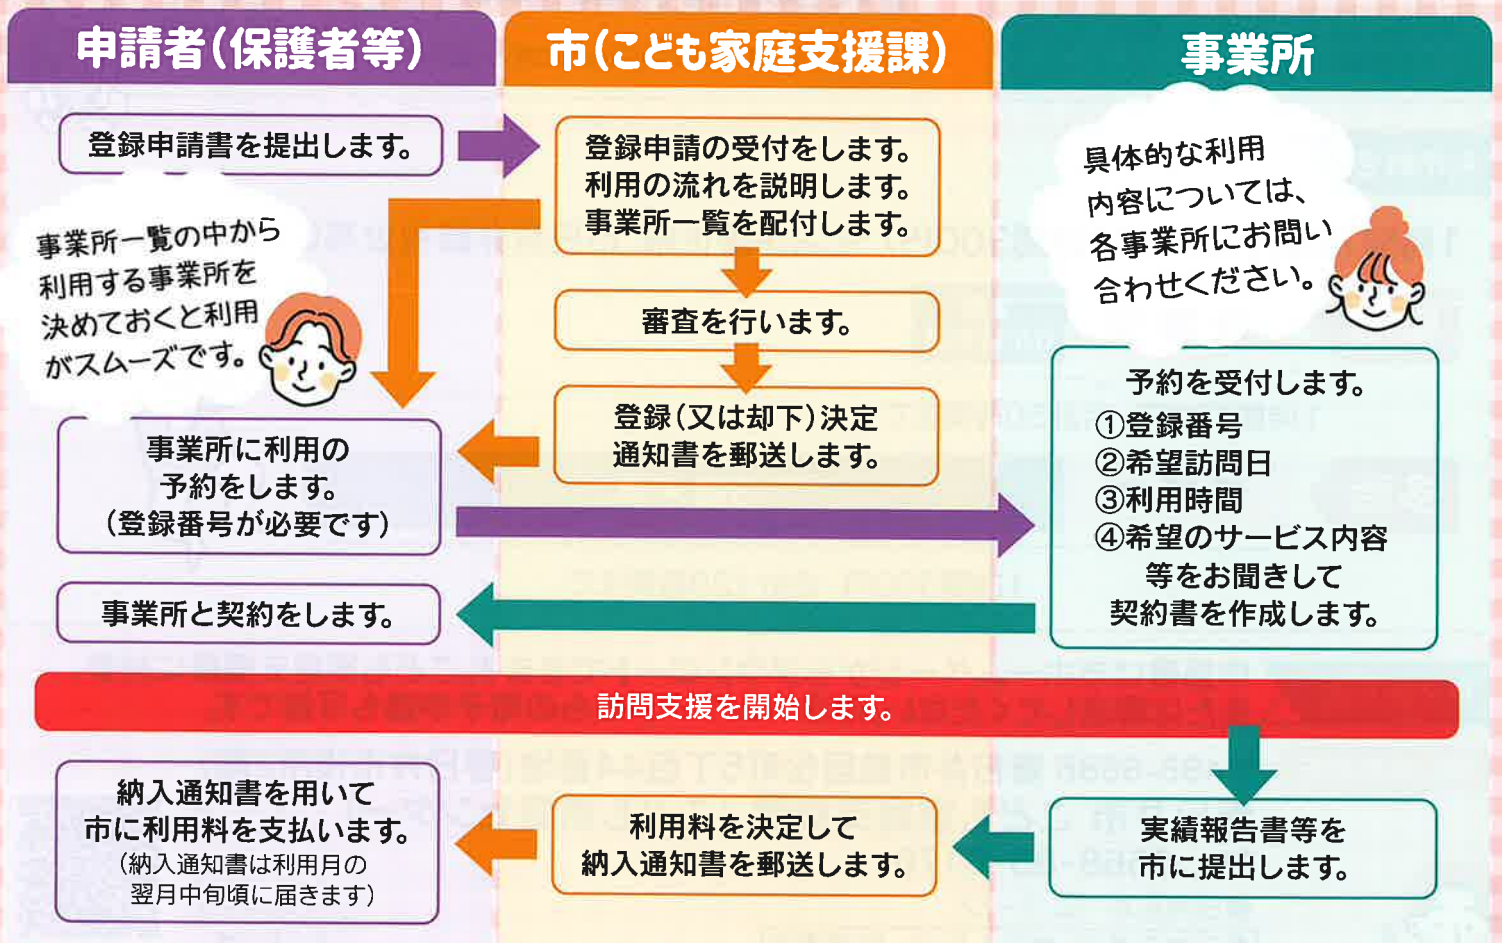 申請者(保護者等)
市(こども家庭支援課)
事業所
登録申請書を提出します。
登録申請の受付をします。
利用の流れを説明します。
事業所一覧を配付します。
具体的な利用
内容については、
各事業所にお問い
合わせください。
事業所一覧の中から
利用する事業所を
決めておくと利用
がスムーズです。
審査を行います。
登録(又は却下)決定
通知書を郵送します。
事業所に利用の
予約をします。
(登録番号が必要です)
予約を受付します。
①登録番号
②希望訪問日
③利用時間
④希望のサービス内容
等をお聞きして
契約書を作成します。
事業所と契約をします。
訪問支援を開始します。
実績報告書等を
市に提出します。
利用料を決定して
納入通知書を郵送します。
納入通知書を用いて
市に利用料を支払います。
(納入通知書は利用月の
翌月中旬頃に届きます)